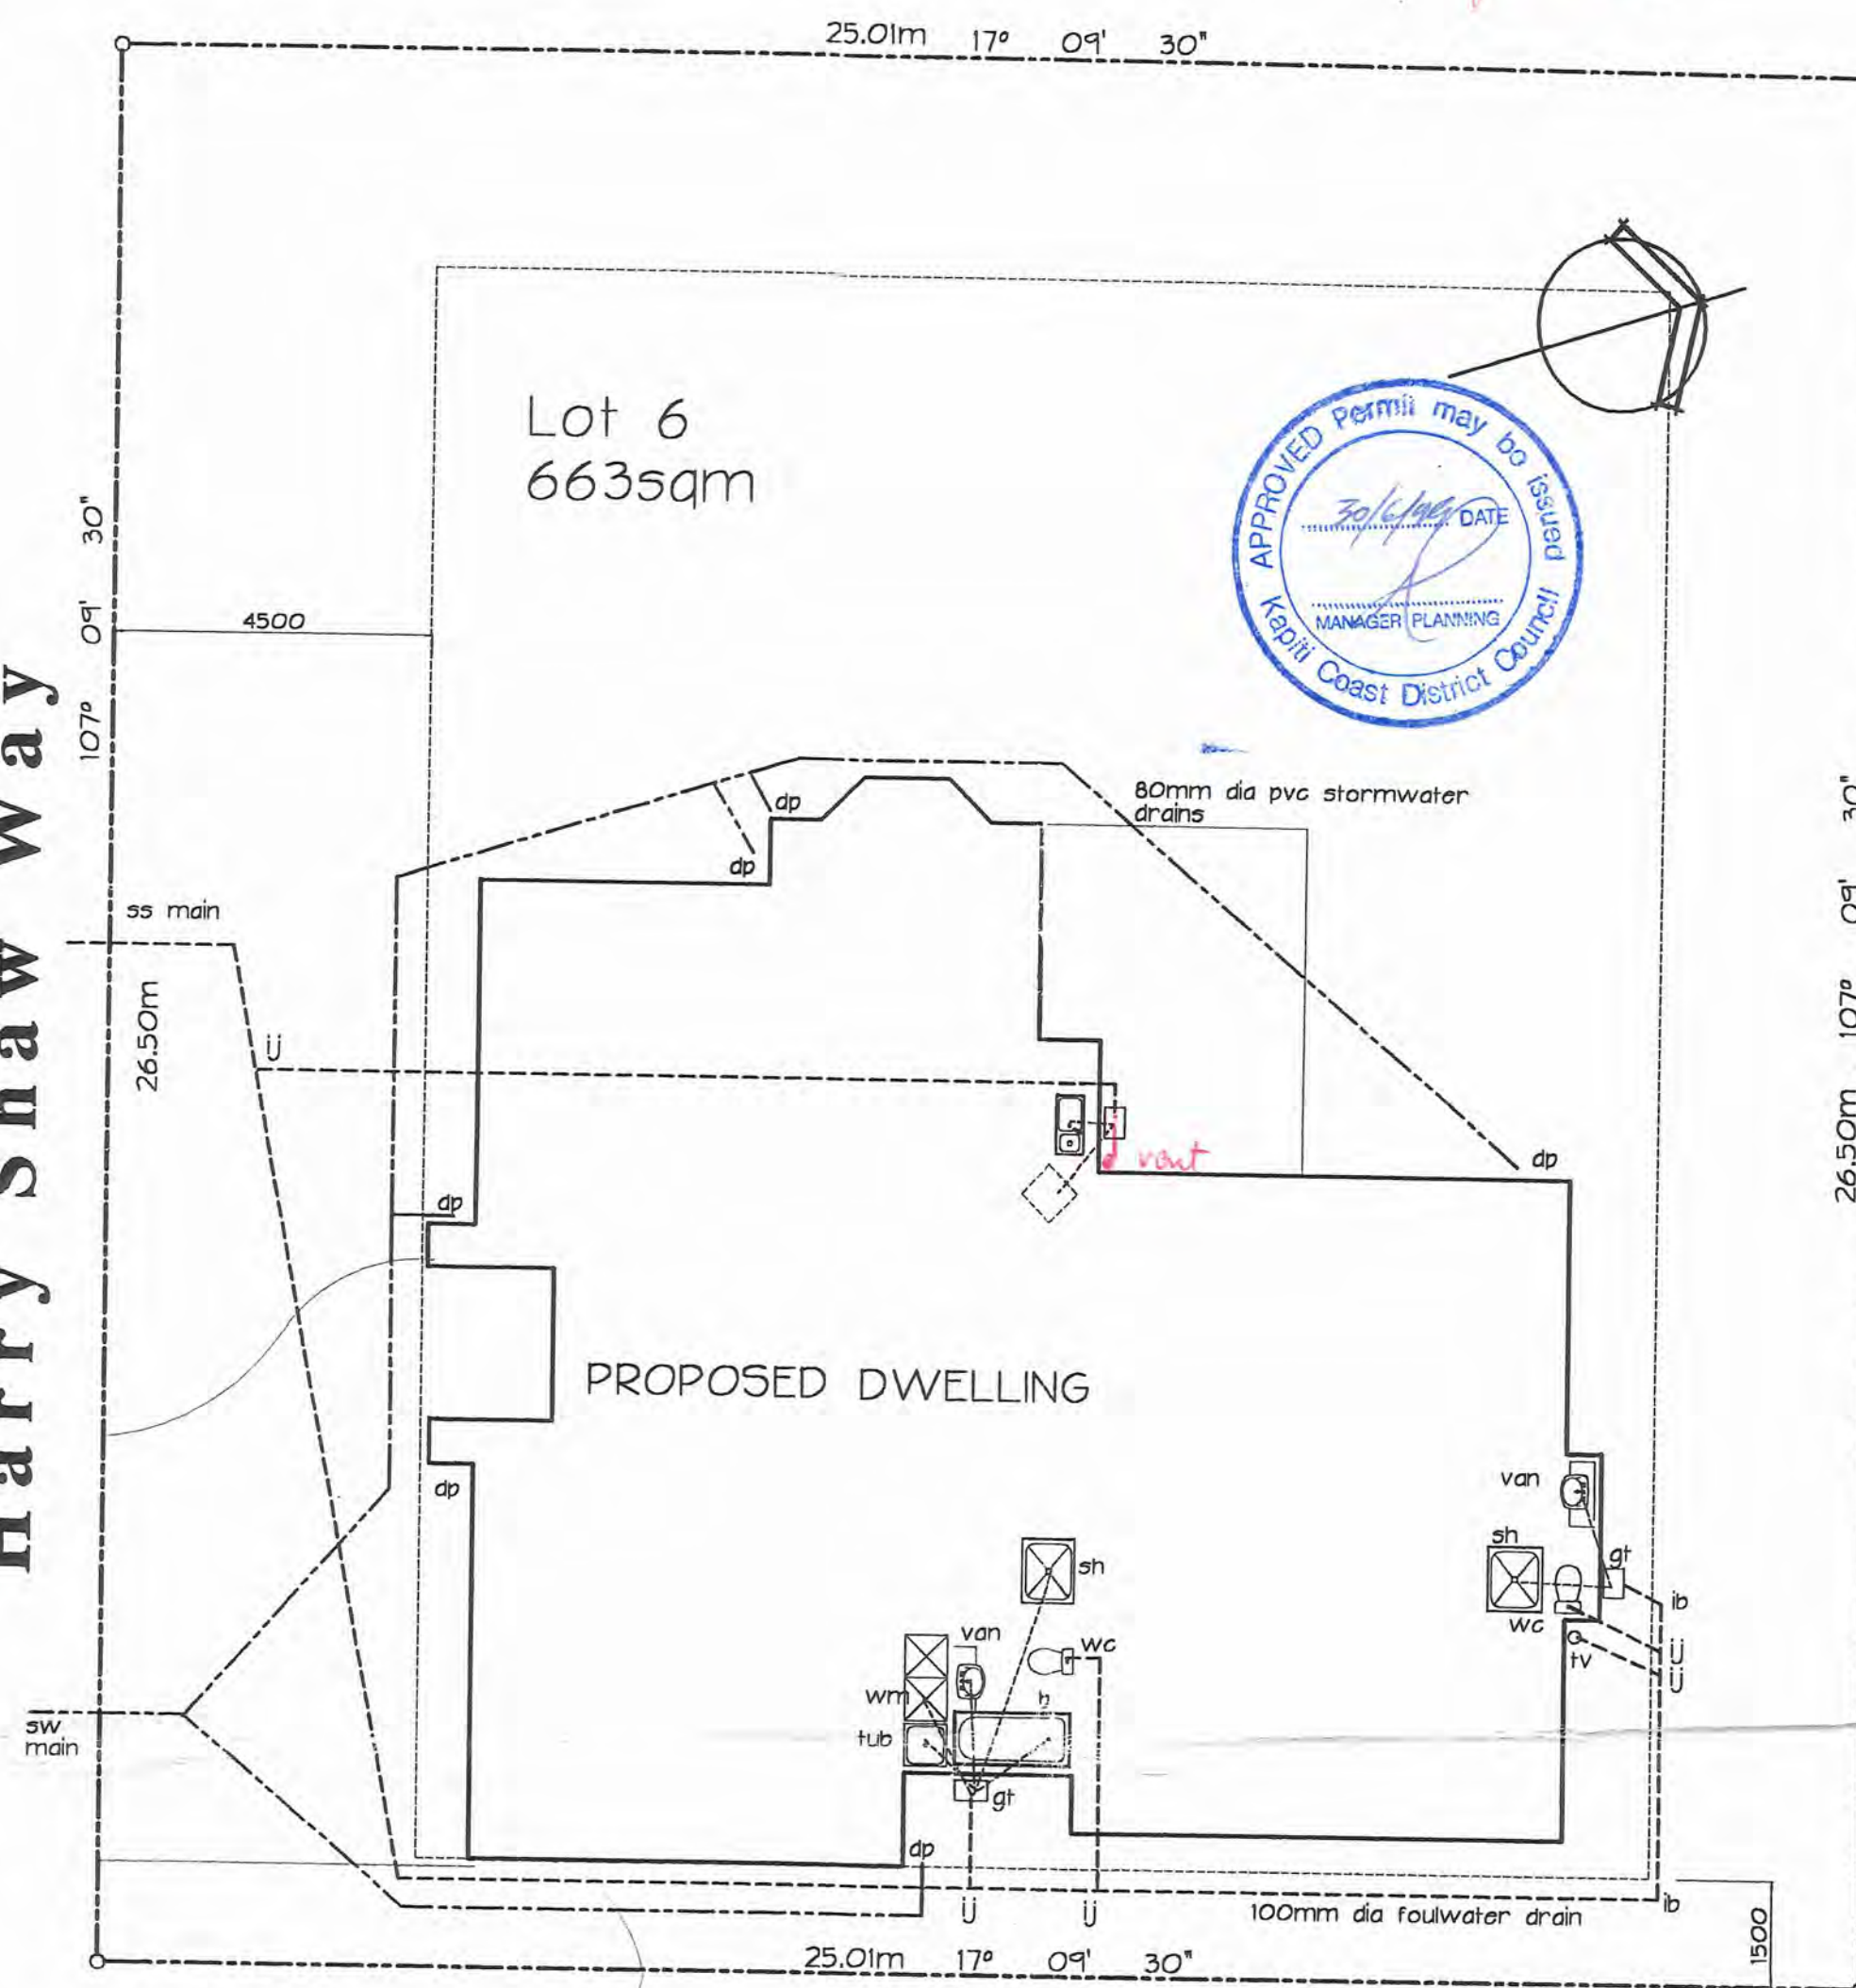 25.01m 17° 09' 30"
Lot 6
663sqm
APPROVED Permit may be issued
30/6/ DATE
MANAGER PLANNING
Kapiti Coast District Council
107° 09' 30"
4500
Harry Shaw Way
80mm dia pvc stormwater
drains
dp
dp
ss main
26.50m
IJ
vent
dp
dp
26.50m 107° 09' 30"
PROPOSED DWELLING
dp
van
sh
gt
ib
wc
IJ
tv
IJ
sh
van
wc
wm
tub
gt
sw
main
dp
IJ
IJ
100mm dia foulwater drain
ib
1500
25.01m 17° 09' 30"